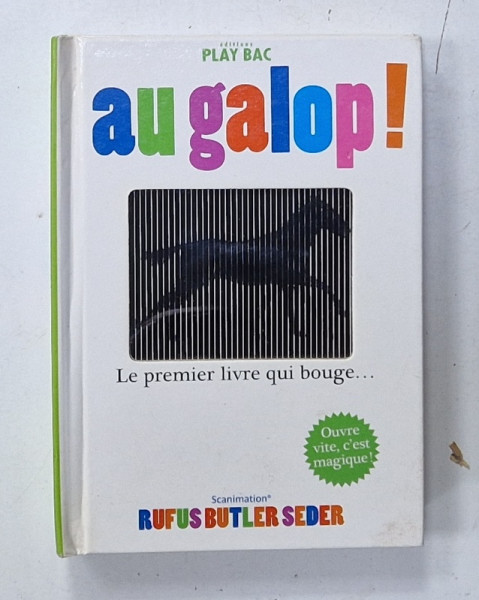 éditions
PLAY BAC
au galop!
Le premier livre qui bouge...
Ouvre
vite, c'est
magique!
Scanimation®
RUFUS BUTLER SEDER